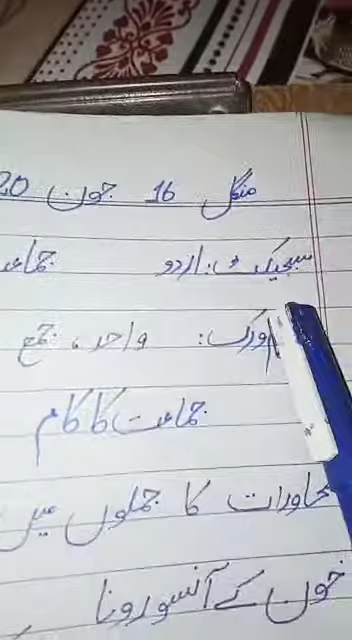 منگل 16 جون 20
سبجیکٹ: اردو جماعت
ورک: واحد، جمع
جماعت کا کام
محاورات کا جملوں میں
خون کے آنسو رونا